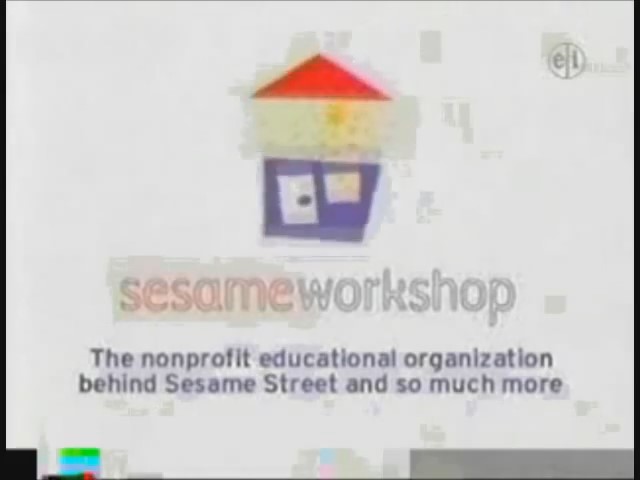 e/i
sesameworkshop
The nonprofit educational organization
behind Sesame Street and so much more